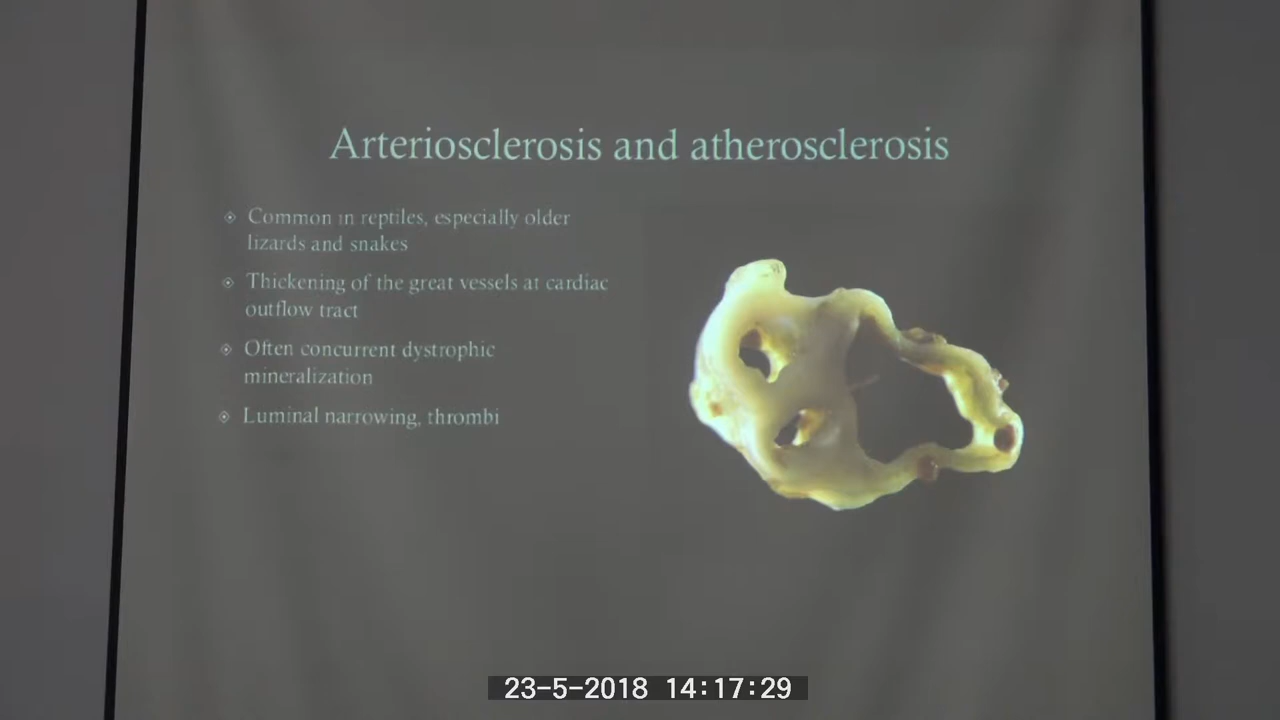 Arteriosclerosis and atherosclerosis
Common in reptiles, especially older
lizards and snakes
Thickening of the great vessels at cardiac
outflow tract
Often concurrent dystrophic
mineralization
Luminal narrowing, thrombi
23-5-2018 14:17:29